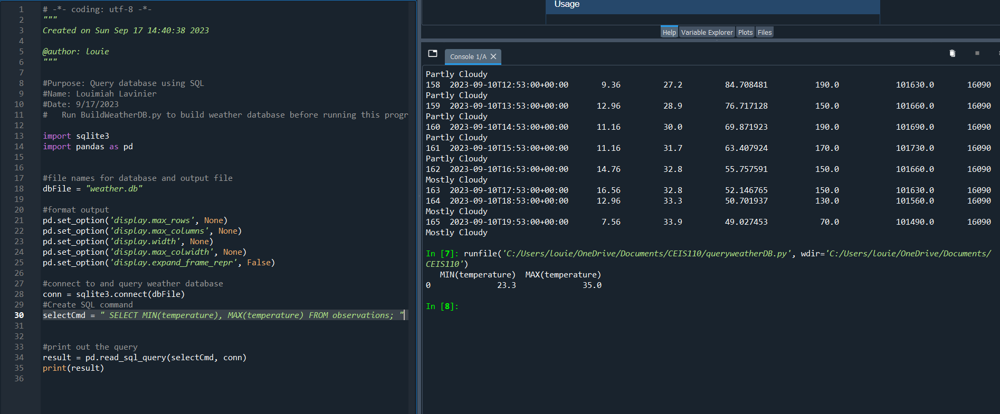 1 # -*- coding: utf-8 -*-
2 """
3 Created on Sun Sep 17 14:40:38 2023
4
5 @author: louie
6 """
7
8 #Purpose: Query database using SQL
9 #Name: Louimiah Lavinier
10 #Date: 9/17/2023
11 #   Run BuildWeatherDB.py to build weather database before running this progr
12
13 import sqlite3
14 import pandas as pd
15
16
17 #file names for database and output file
18 dbFile = "weather.db"
19
20 #format output
21 pd.set_option('display.max_rows', None)
22 pd.set_option('display.max_columns', None)
23 pd.set_option('display.width', None)
24 pd.set_option('display.max_colwidth', None)
25 pd.set_option('display.expand_frame_repr', False)
26
27 #connect to and query weather database
28 conn = sqlite3.connect(dbFile)
29 #Create SQL command
30 selectCmd = " SELECT MIN(temperature), MAX(temperature) FROM observations; "
31
32
33 #print out the query
34 result = pd.read_sql_query(selectCmd, conn)
35 print(result)
36
Usage
Help Variable Explorer Plots Files
Console 1/A
Partly Cloudy
158 2023-09-10T12:53:00+00:00 9.36 27.2 84.708481 190.0 101630.0 16090
Partly Cloudy
159 2023-09-10T13:53:00+00:00 12.96 28.9 76.717128 150.0 101660.0 16090
Partly Cloudy
160 2023-09-10T14:53:00+00:00 11.16 30.0 69.871923 190.0 101690.0 16090
Partly Cloudy
161 2023-09-10T15:53:00+00:00 11.16 31.7 63.407924 170.0 101730.0 16090
Partly Cloudy
162 2023-09-10T16:53:00+00:00 14.76 32.8 55.757591 150.0 101660.0 16090
Mostly Cloudy
163 2023-09-10T17:53:00+00:00 16.56 32.8 52.146765 150.0 101630.0 16090
164 2023-09-10T18:53:00+00:00 12.96 33.3 50.701937 130.0 101560.0 16090
Mostly Cloudy
165 2023-09-10T19:53:00+00:00 7.56 33.9 49.027453 70.0 101490.0 16090
Mostly Cloudy
In [7]: runfile('C:/Users/louie/OneDrive/Documents/CEIS110/queryweatherDB.py', wdir='C:/Users/louie/OneDrive/Documents/
CEIS110')
MIN(temperature) MAX(temperature)
0 23.3 35.0
In [8]: